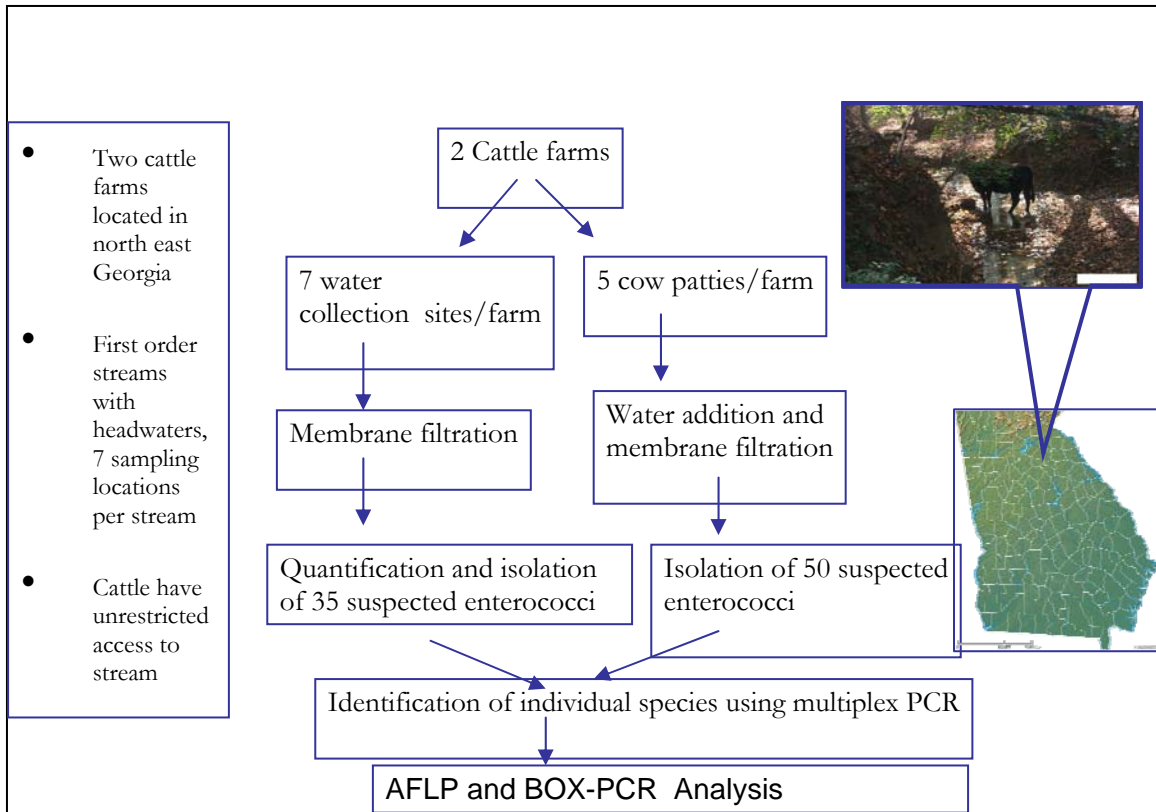 Two cattle
farms
located in
north east
Georgia
First order
streams
with
headwaters,
7 sampling
locations
per stream
Cattle have
unrestricted
access to
stream
2 Cattle farms
7 water
collection sites/farm
5 cow patties/farm
Membrane filtration
Water addition and
membrane filtration
Quantification and isolation
of 35 suspected enterococci
Isolation of 50 suspected
enterococci
Identification of individual species using multiplex PCR
AFLP and BOX-PCR Analysis